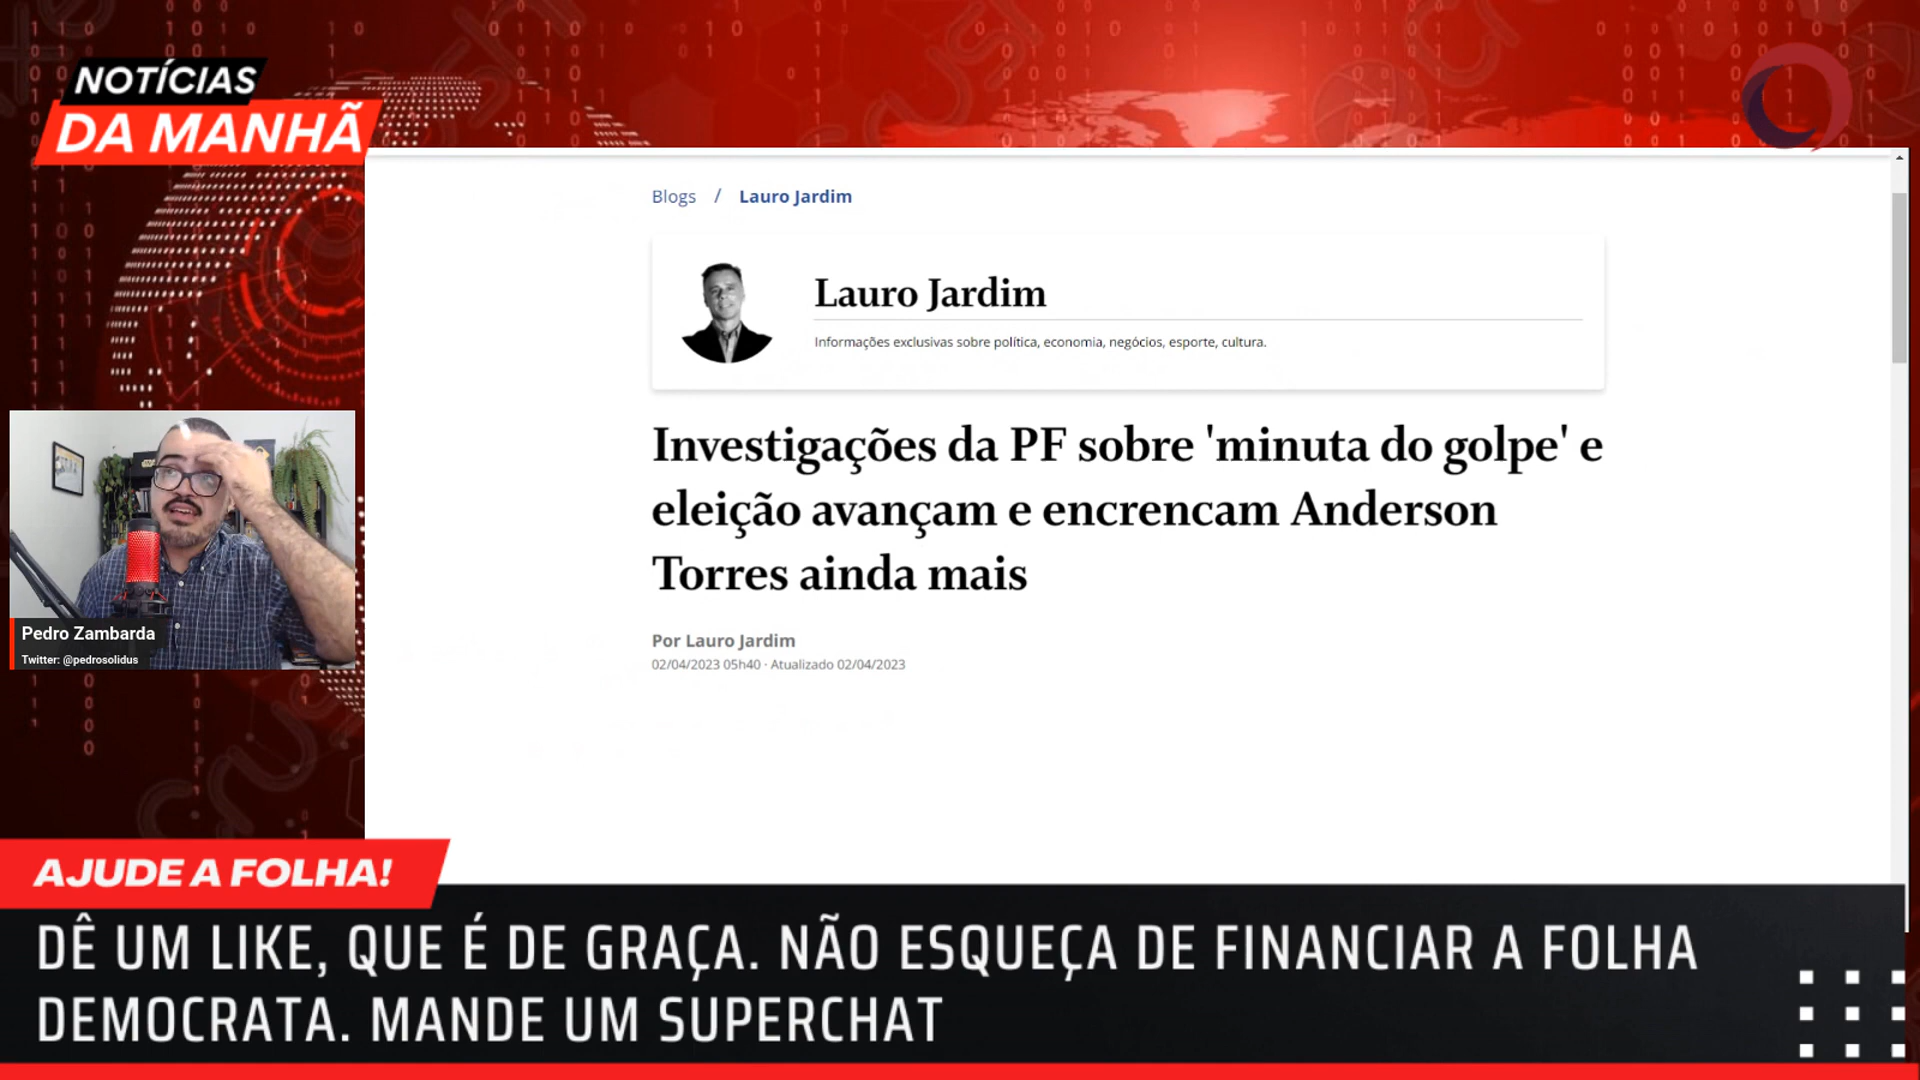 NOTÍCIAS
DA MANHÃ
Blogs / Lauro Jardim
Lauro Jardim
Informações exclusivas sobre política, economia, negócios, esporte, cultura.
Investigações da PF sobre 'minuta do golpe' e
eleição avançam e encrencam Anderson
Torres ainda mais
Por Lauro Jardim
02/04/2023 05h40 · Atualizado 02/04/2023
Pedro Zambarda
Twitter: @pedrosolidus
AJUDE A FOLHA!
DÊ UM LIKE, QUE É DE GRAÇA. NÃO ESQUEÇA DE FINANCIAR A FOLHA
DEMOCRATA. MANDE UM SUPERCHAT